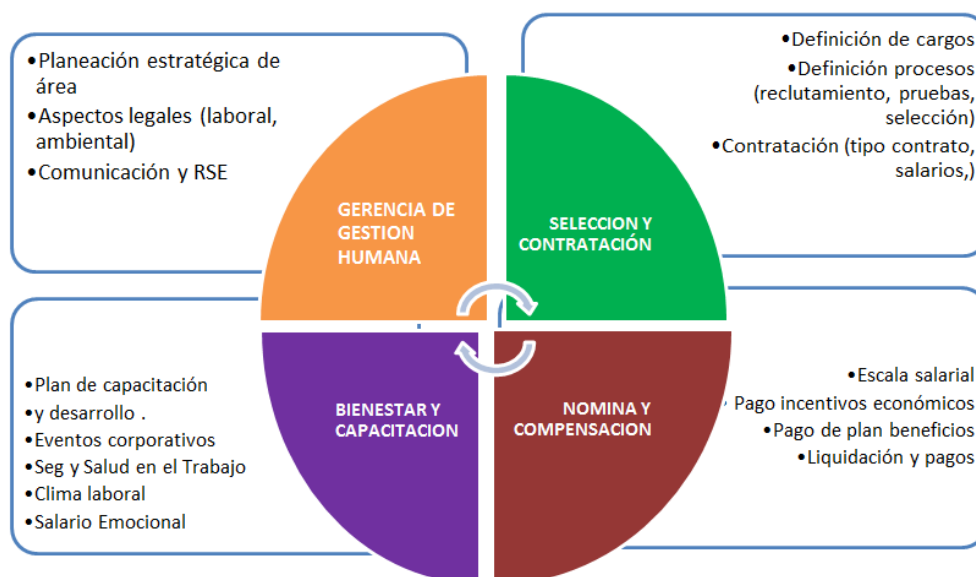 •Planeación estratégica de
área
•Aspectos legales (laboral,
ambiental)
•Comunicación y RSE
•Definición de cargos
•Definición procesos
(reclutamiento, pruebas,
selección)
•Contratación (tipo contrato,
salarios,)
GERENCIA DE
GESTION
HUMANA
SELECCION Y
CONTRATACIÓN
•Plan de capacitación
•y desarrollo .
•Eventos corporativos
•Seg y Salud en el Trabajo
•Clima laboral
•Salario Emocional
BIENESTAR Y
CAPACITACION
NOMINA Y
COMPENSACION
•Escala salarial
Pago incentivos económicos
•Pago de plan beneficios
•Liquidación y pagos